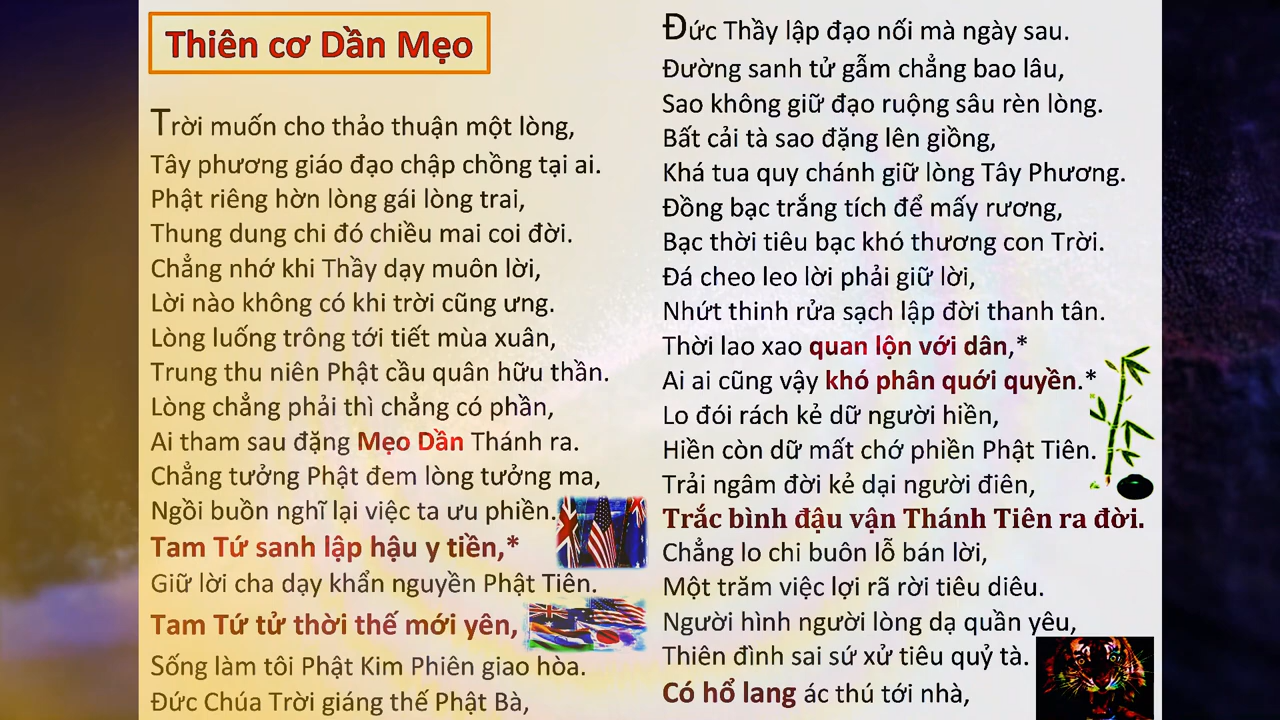 Thiên cơ Dần Mẹo
Trời muốn cho thảo thuận một lòng,
Tây phương giáo đạo chập chồng tại ai.
Phật riêng hờn lòng gái lòng trai,
Thung dung chi đó chiều mai coi đời.
Chẳng nhớ khi Thầy dạy muôn lời,
Lời nào không có khi trời cũng ưng.
Lòng luống trông tới tiết mùa xuân,
Trung thu niên Phật cầu quân hữu thần.
Lòng chẳng phải thì chẳng có phần,
Ai tham sau đặng Mẹo Dần Thánh ra.
Chẳng tưởng Phật đem lòng tưởng ma,
Ngồi buồn nghĩ lại việc ta ưu phiền.
Tam Tứ sanh lập hậu y tiền,*
Giữ lời cha dạy khẩn nguyền Phật Tiên.
Tam Tứ tử thời thế mới yên,
Sống làm tôi Phật Kim Phiên giao hòa.
Đức Chúa Trời giáng thế Phật Bà,
Đức Thầy lập đạo nối mà ngày sau.
Đường sanh tử gẫm chẳng bao lâu,
Sao không giữ đạo ruộng sâu rèn lòng.
Bất cải tà sao đặng lên giồng,
Khá tua quy chánh giữ lòng Tây Phương.
Đồng bạc trắng tích để mấy rương,
Bạc thời tiêu bạc khó thương con Trời.
Đá cheo leo lời phải giữ lời,
Nhứt thinh rửa sạch lập đời thanh tân.
Thời lao xao quan lộn với dân,*
Ai ai cũng vậy khó phân quới quyền.*
Lo đói rách kẻ dữ người hiền,
Hiền còn dữ mất chớ phiền Phật Tiên.
Trải ngâm đời kẻ dại người điên,
Trắc bình đậu vận Thánh Tiên ra đời.
Chẳng lo chi buôn lỗ bán lời,
Một trăm việc lợi rã rời tiêu diêu.
Người hình người lòng dạ quần yêu,
Thiên đình sai sứ xử tiêu quỷ tà.
Có hổ lang ác thú tới nhà,